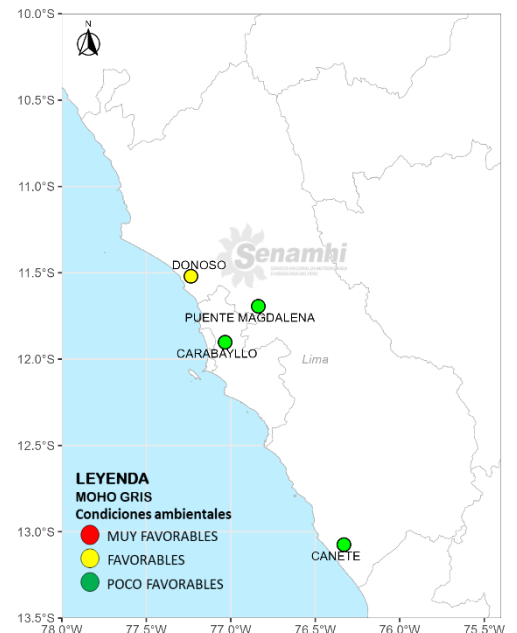 10.0°S
N
10.5°S
11.0°S
Senamhi
DONOSO
11.5°S
PUENTE MAGDALENA
CARABAYLLO
12.0°S
Lima
12.5°S
LEYENDA
MOHO GRIS
Condiciones ambientales
13.0°S
MUY FAVORABLES
CAÑETE
FAVORABLES
POCO FAVORABLES
13.5°S
78.0°W 77.5°W 77.0°W 76.5°W 76.0°W 75.5°W